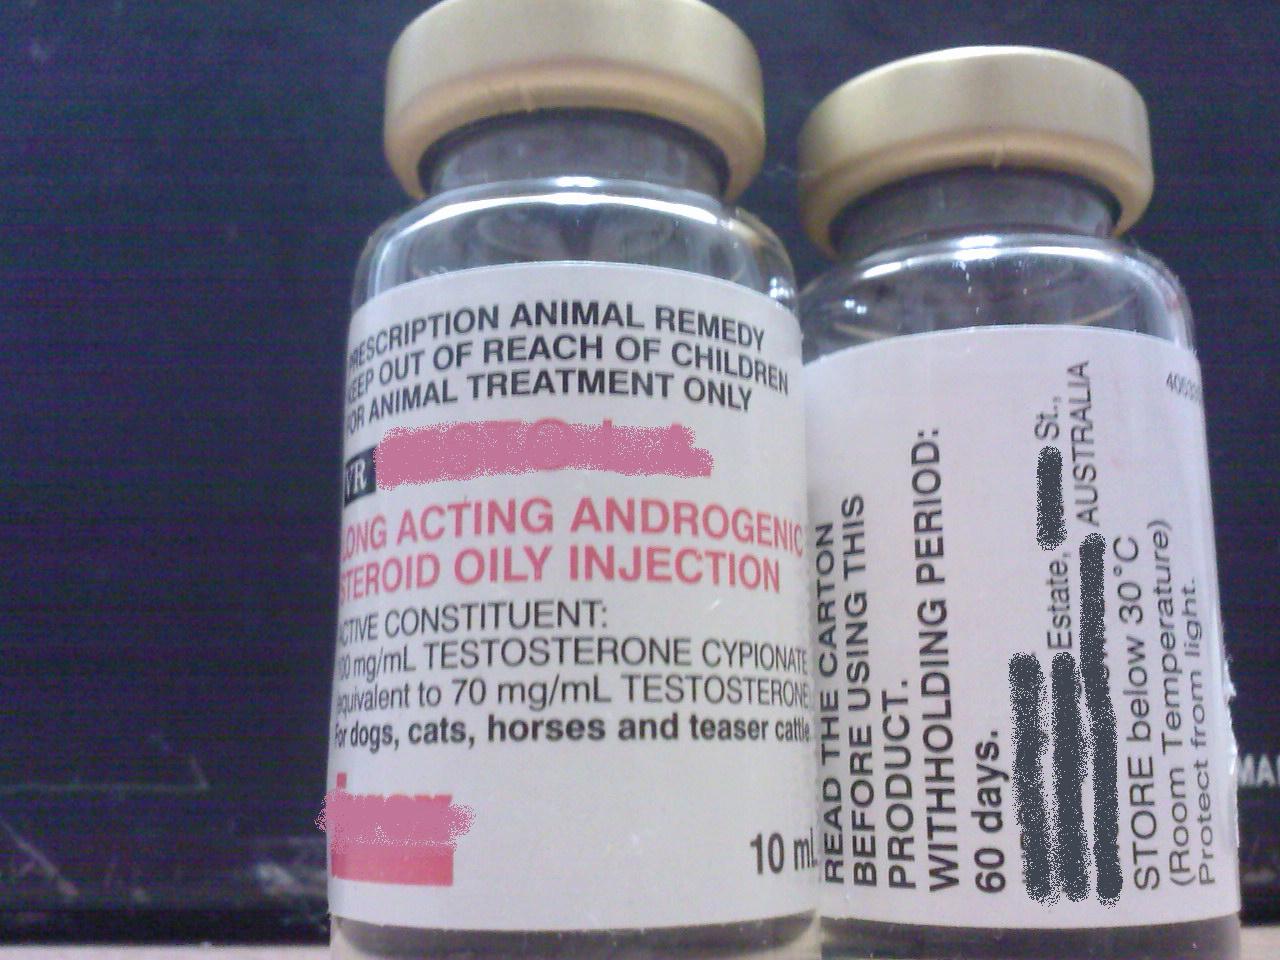 PRESCRIPTION ANIMAL REMEDY
KEEP OUT OF REACH OF CHILDREN
FOR ANIMAL TREATMENT ONLY
VR
LONG ACTING ANDROGENIC
STEROID OILY INJECTION
ACTIVE CONSTITUENT:
mg/mL TESTOSTERONE CYPIONATE
equivalent to 70 mg/mL TESTOSTERONE
For dogs, cats, horses and teaser cattle
10 mL
READ THE CARTON
BEFORE USING THIS
PRODUCT.
WITHHOLDING PERIOD:
60 days.
Estate, St.,
AUSTRALIA
STORE below 30°C
(Room Temperature)
Protect from light.